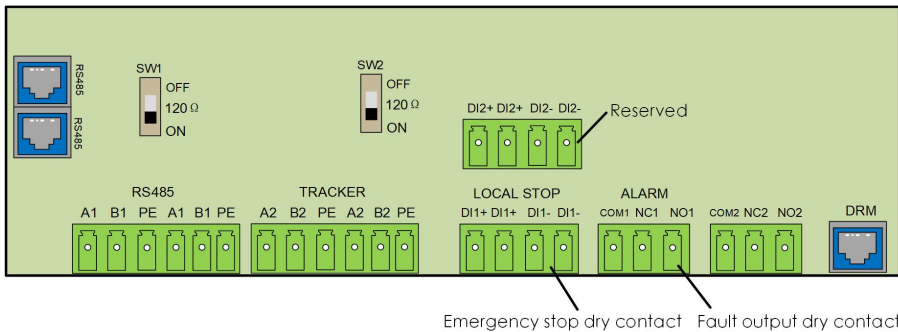 RS485
RS485
SW1
OFF
120 Ω
ON
SW2
OFF
120 Ω
ON
DI2+ DI2+ DI2- DI2-
Reserved
RS485
A1 B1 PE A1 B1 PE
TRACKER
A2 B2 PE A2 B2 PE
LOCAL STOP
DI1+ DI1+ DI1- DI1-
ALARM
COM1 NC1 NO1
COM2 NC2 NO2
DRM
Emergency stop dry contact
Fault output dry contact